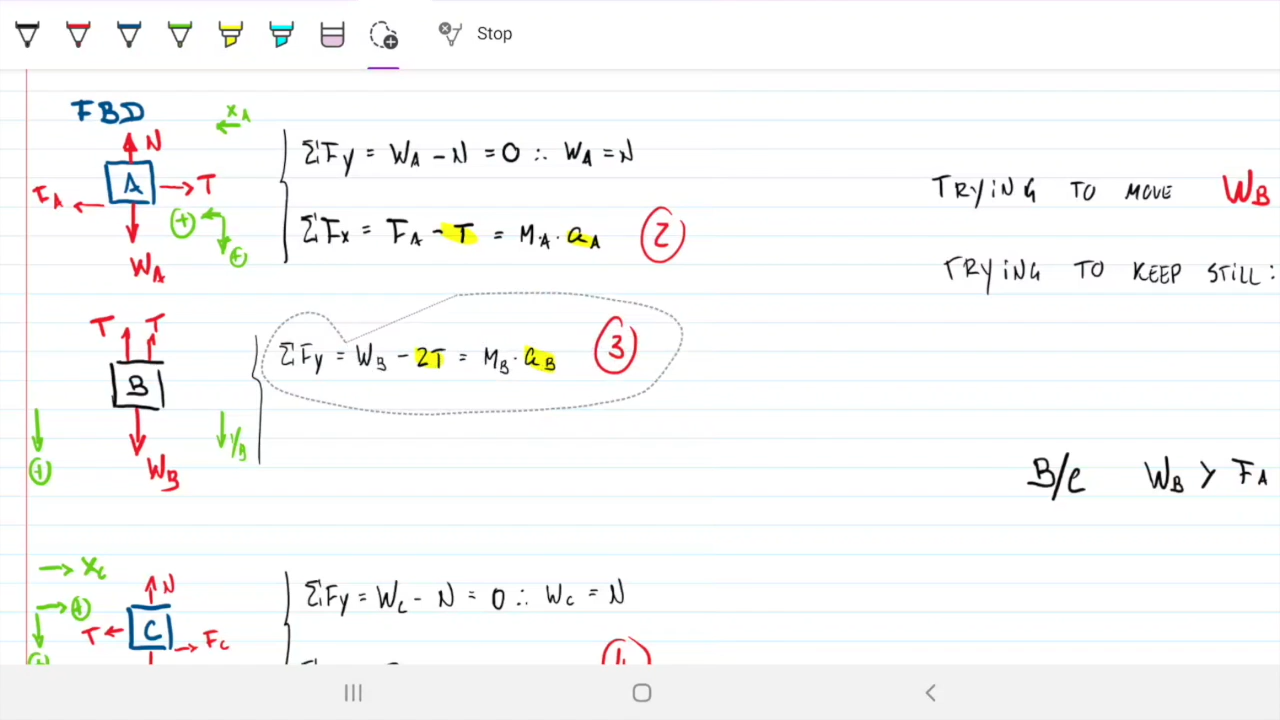 Stop
FBD
xA
N
A
FA
T
+
+
WA
ΣFy = WA - N = 0 ∴ WA = N
ΣFx = FA - T = MA · aA 2
TRYING TO MOVE WB
TRYING TO KEEP STILL:
T T
B
+
yB
WB
ΣFy = WB - 2T = MB · aB 3
B/C WB > FA
xC
N
+
C
T
FC
ΣFy = WC - N = 0 ∴ WC = N